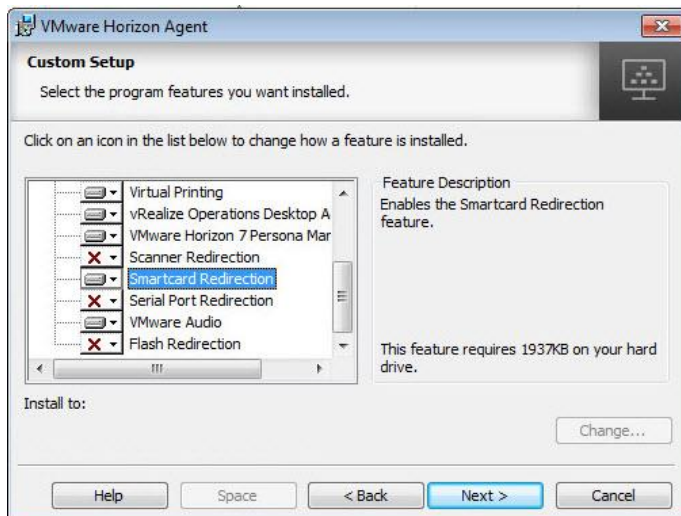 VMware Horizon Agent
Custom Setup
Select the program features you want installed.
Click on an icon in the list below to change how a feature is installed.
Virtual Printing
vRealize Operations Desktop A
VMware Horizon 7 Persona Mar
Scanner Redirection
Smartcard Redirection
Serial Port Redirection
VMware Audio
Flash Redirection
Feature Description
Enables the Smartcard Redirection
feature.
This feature requires 1937KB on your hard
drive.
Install to:
Change...
Help
Space
< Back
Next >
Cancel